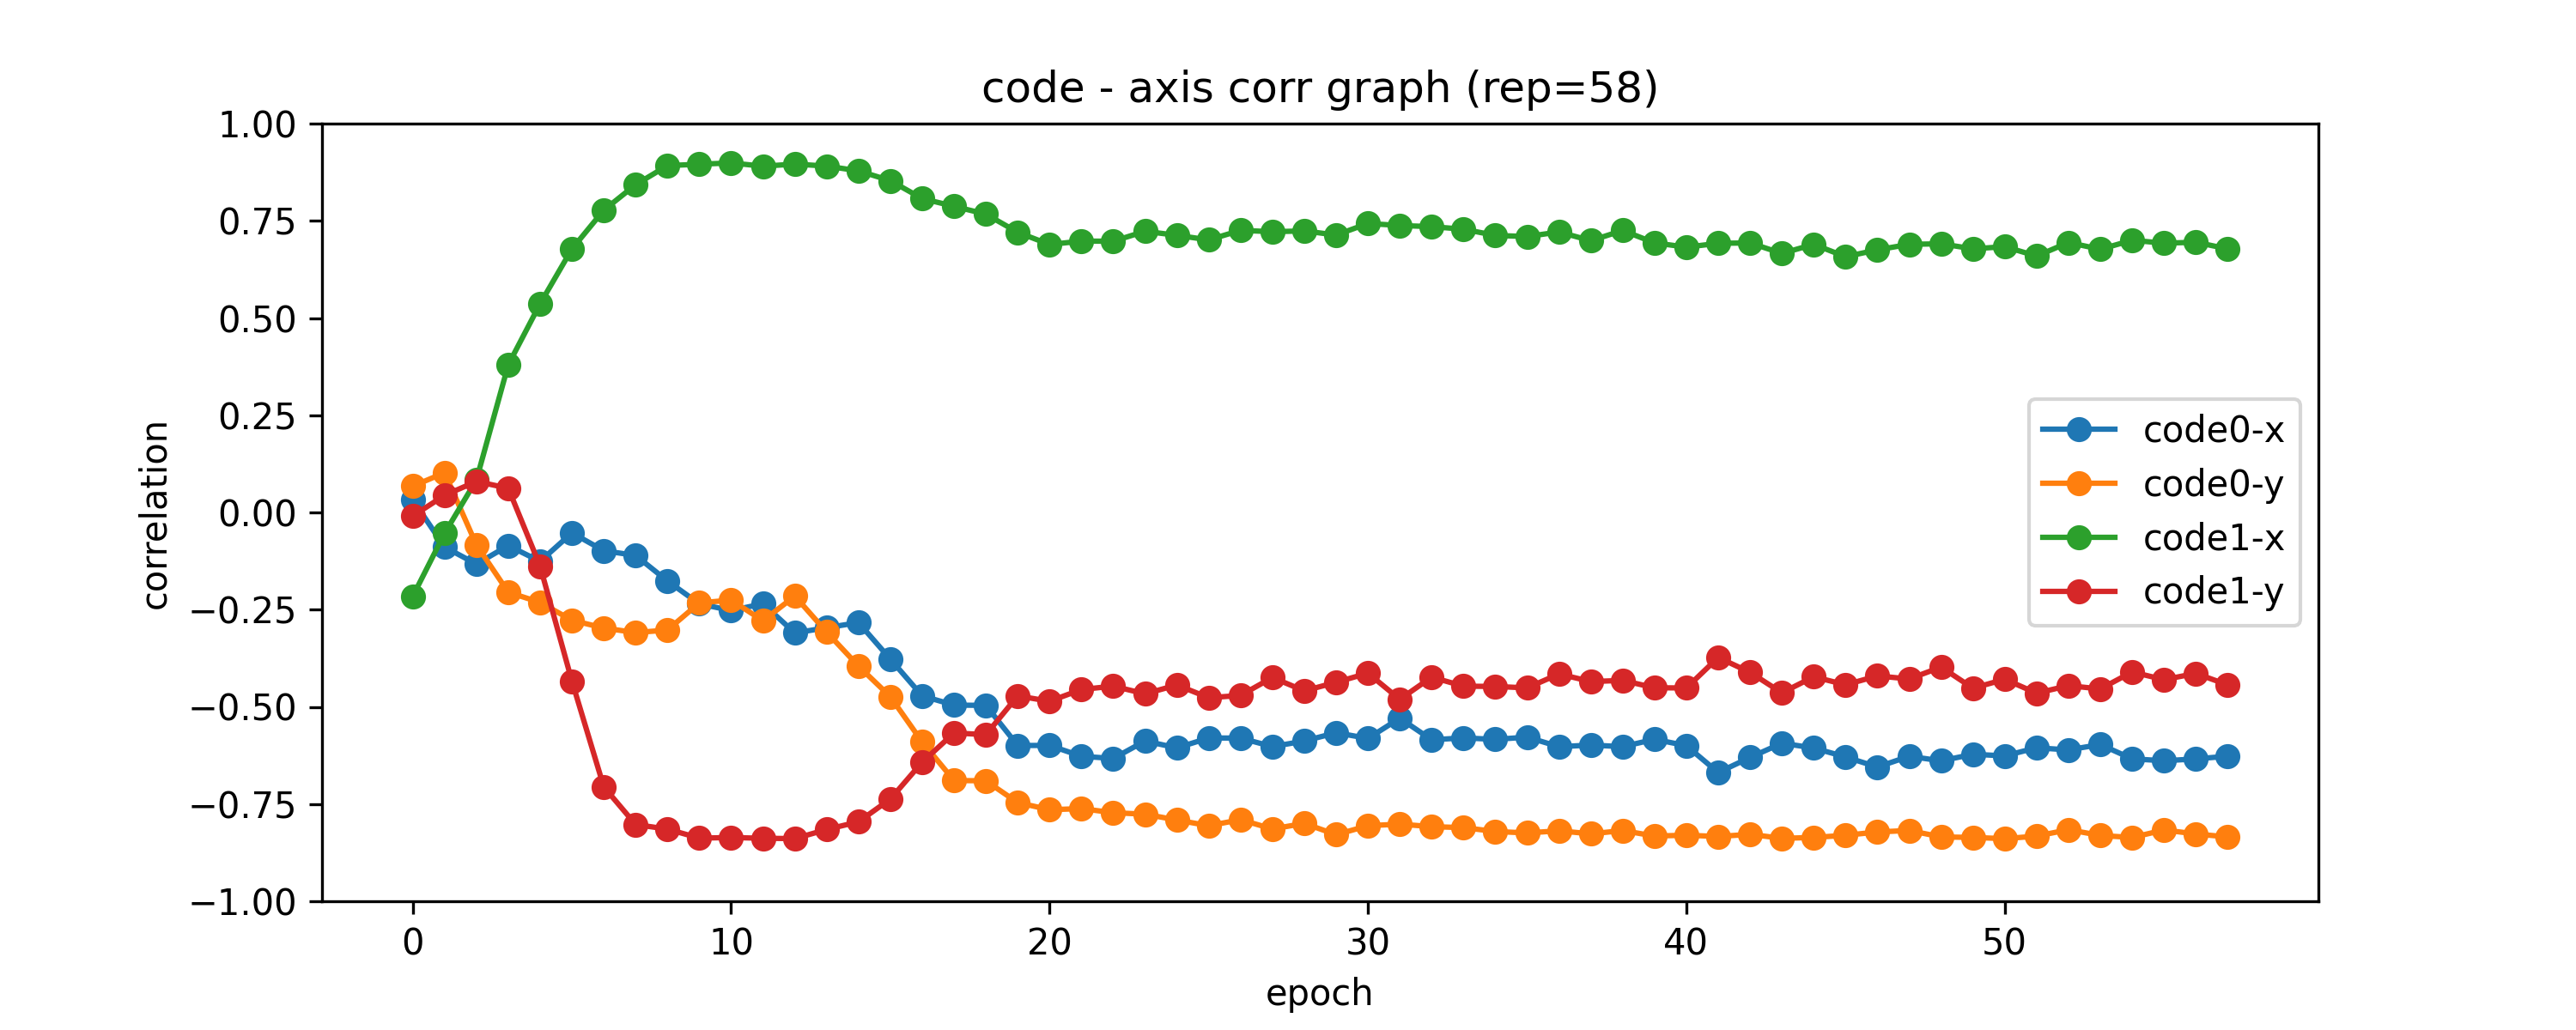 code - axis corr graph (rep=58)
1.00
0.75
0.50
0.25
0.00
−0.25
−0.50
−0.75
−1.00
correlation
code0-x
code0-y
code1-x
code1-y
0 10 20 30 40 50
epoch